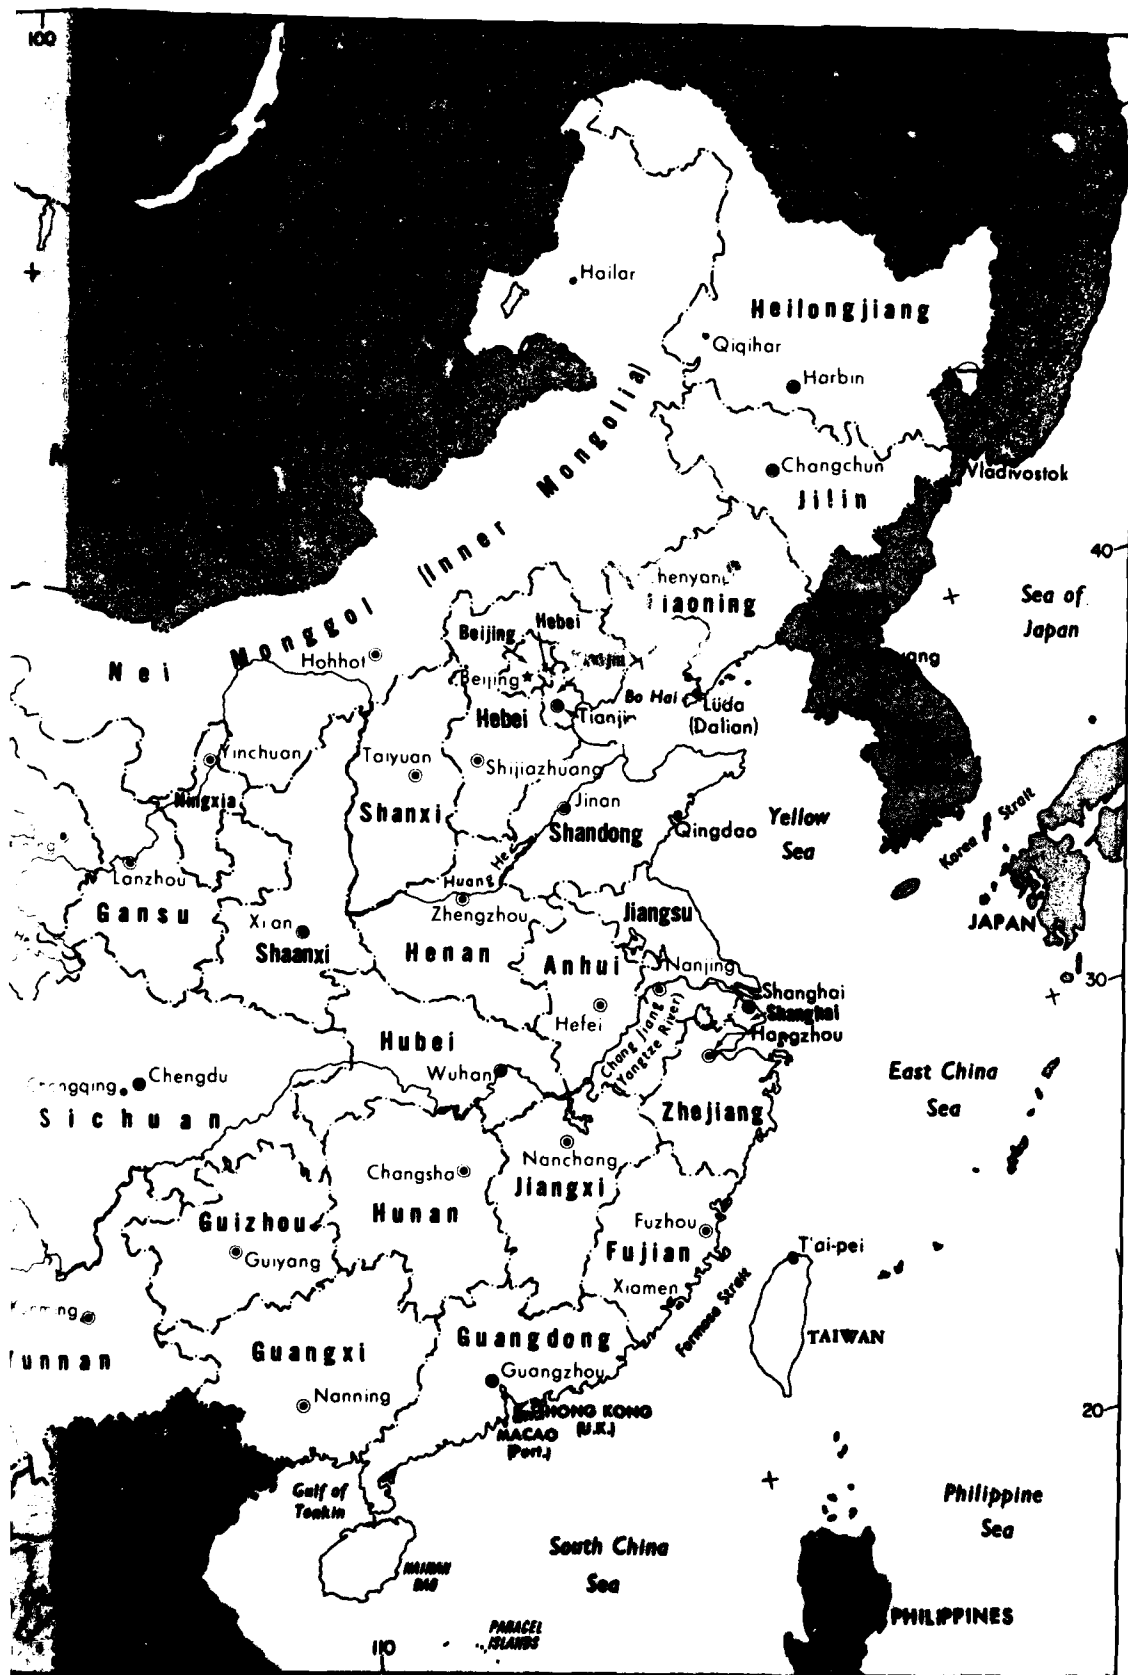 100
Hailar
Heilongjiang
Qiqihar
Harbin
Changchun
Vladivostok
Jilin
(Inner Mongolia)
40
Sea of
Japan
Nei Monggol
Hohhot
Beijing
Hebei
Beijing
Bo Hai
Hebei
Lüda
(Dalian)
Yinchuan
Taiyuan
Shijiazhuang
Ningxia
Shanxi
Jinan
Shandong
Qingdao
Yellow
Sea
Korea Strait
Lanzhou
Huang He
Gansu
Zhengzhou
Jiangsu
JAPAN
Xi an
Shaanxi
Henan
Anhui
Nanjing
30
Shanghai
Shanghai
Hefei
Hangzhou
Chang Jiang
(Yangtze River)
Hubei
Wuhan
Chengdu
East China
Sea
Sichuan
Zhejiang
Nanchang
Changsha
Jiangxi
Guizhou
Hunan
Fuzhou
Fujian
Guiyang
T'ai-pei
Xiamen
Formosa Strait
Guangxi
Guangdong
TAIWAN
Guangzhou
Nanning
HONG KONG
(U.K.)
MACAO
(Port.)
20
Gulf of
Tonkin
Philippine
Sea
South China
Sea
HAINAN
DAO
PHILIPPINES
PARACEL
ISLANDS
110